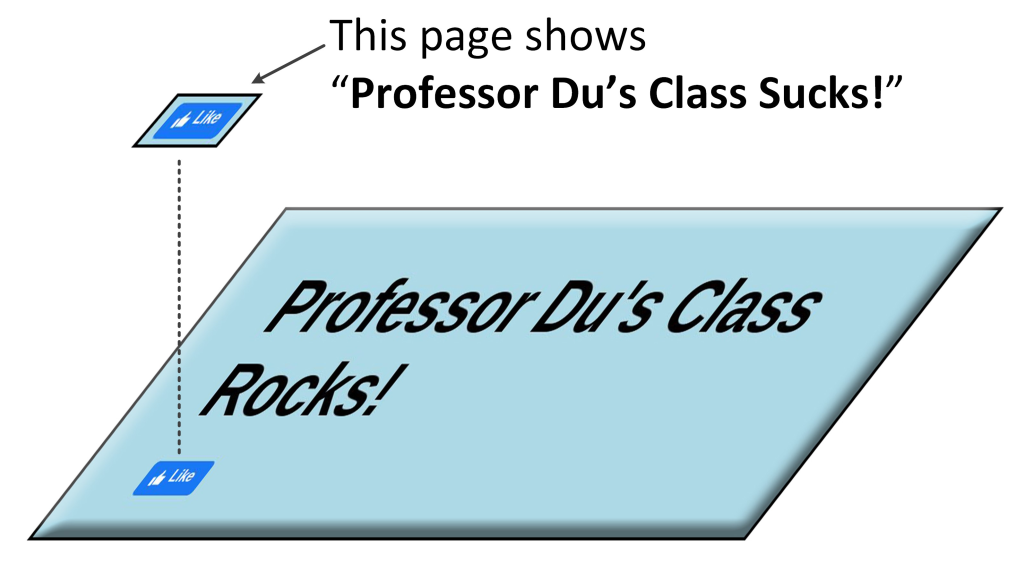 This page shows
“Professor Du’s Class Sucks!”
Like
Professor Du's Class
Rocks!
Like